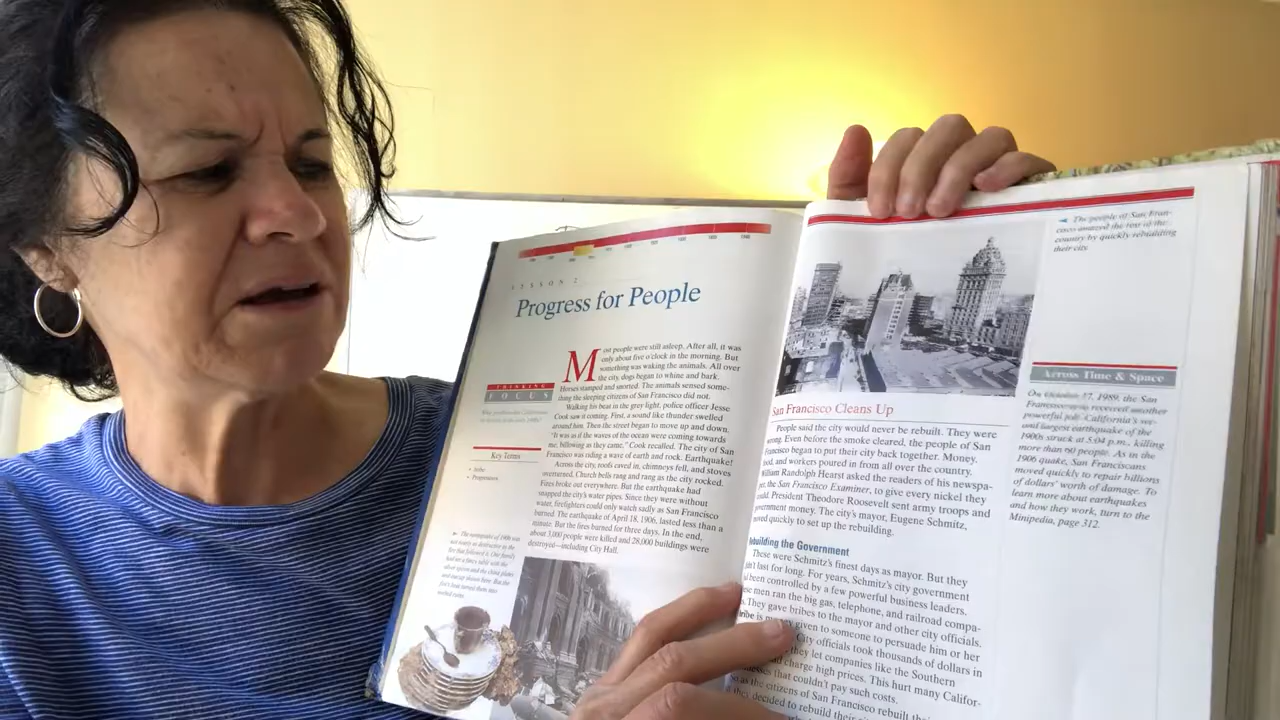 LESSON 2
Progress for People
THINKING
FOCUS
Key Terms
• bribe
• Progressives
Most people were still asleep. After all, it was
only about five o'clock in the morning. But
something was waking the animals. All over
the city, dogs began to whine and bark.
Horses stamped and snorted. The animals sensed some-
thing the sleeping citizens of San Francisco did not.
Walking his beat in the grey light, police officer Jesse
Cook saw it coming. First, a sound like thunder swelled
around him. Then the street began to move up and down.
"It was as if the waves of the ocean were coming towards
me, billowing as they came," Cook recalled. The city of San
Francisco was riding a wave of earth and rock. Earthquake!
Across the city, roofs caved in, chimneys fell, and stoves
overturned. Church bells rang and rang as the city rocked.
Fires broke out everywhere. But the earthquake had
snapped the city's water pipes. Since they were without
water, firefighters could only watch sadly as San Francisco
burned. The earthquake of April 18, 1906, lasted less than a
minute. But the fires burned for three days. In the end,
about 3,000 people were killed and 28,000 buildings were
destroyed—including City Hall.
◄ The people of San Fran-
cisco amazed the rest of the
country by quickly rebuilding
their city.
San Francisco Cleans Up
People said the city would never be rebuilt. They were
wrong. Even before the smoke cleared, the people of San
Francisco began to put their city back together. Money,
food, and workers poured in from all over the country.
William Randolph Hearst asked the readers of his newspa-
per, the San Francisco Examiner, to give every nickel they
could. President Theodore Roosevelt sent army troops and
government money. The city's mayor, Eugene Schmitz,
moved quickly to set up the rebuilding.
Rebuilding the Government
These were Schmitz's finest days as mayor. But they
didn't last for long. For years, Schmitz's city government
had been controlled by a few powerful business leaders.
These men ran the big gas, telephone, and railroad compa-
They gave bribes to the mayor and other city officials.
bribe is money given to someone to persuade him or her
City officials took thousands of dollars in
they let companies like the Southern
charge high prices. This hurt many Califor-
that couldn't pay such costs.
as the citizens of San Francisco rebuilt their
they decided to rebuild their
Across Time & Space
On October 17, 1989, the San
Francisco area received another
powerful jolt. California's sec-
ond largest earthquake of the
1900s struck at 5:04 p.m., killing
more than 60 people. As in the
1906 quake, San Franciscans
moved quickly to repair billions
of dollars' worth of damage. To
learn more about earthquakes
and how they work, turn to the
Minipedia, page 312.